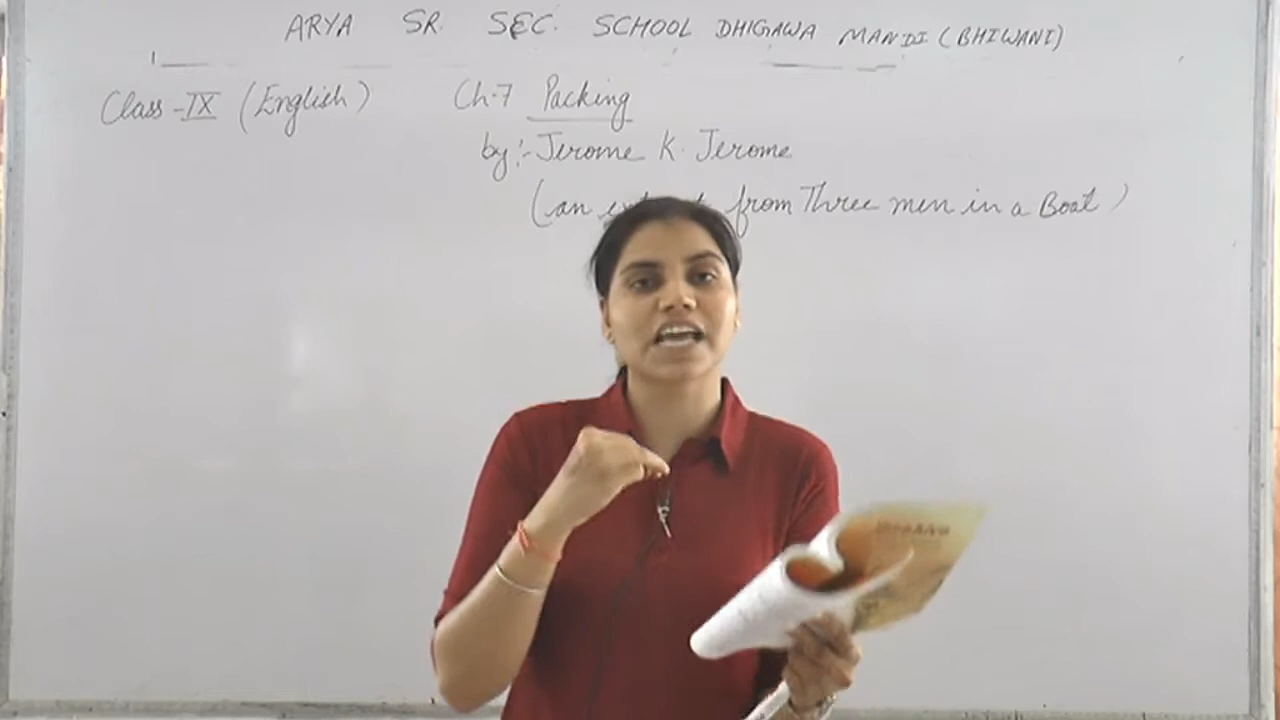 ARYA SR. SEC. SCHOOL DHIGAWA MANDI (BHIWANI)
Class -IX (English) Ch.7 Packing
by:- Jerome K. Jerome
(an from Three men in a Boat)